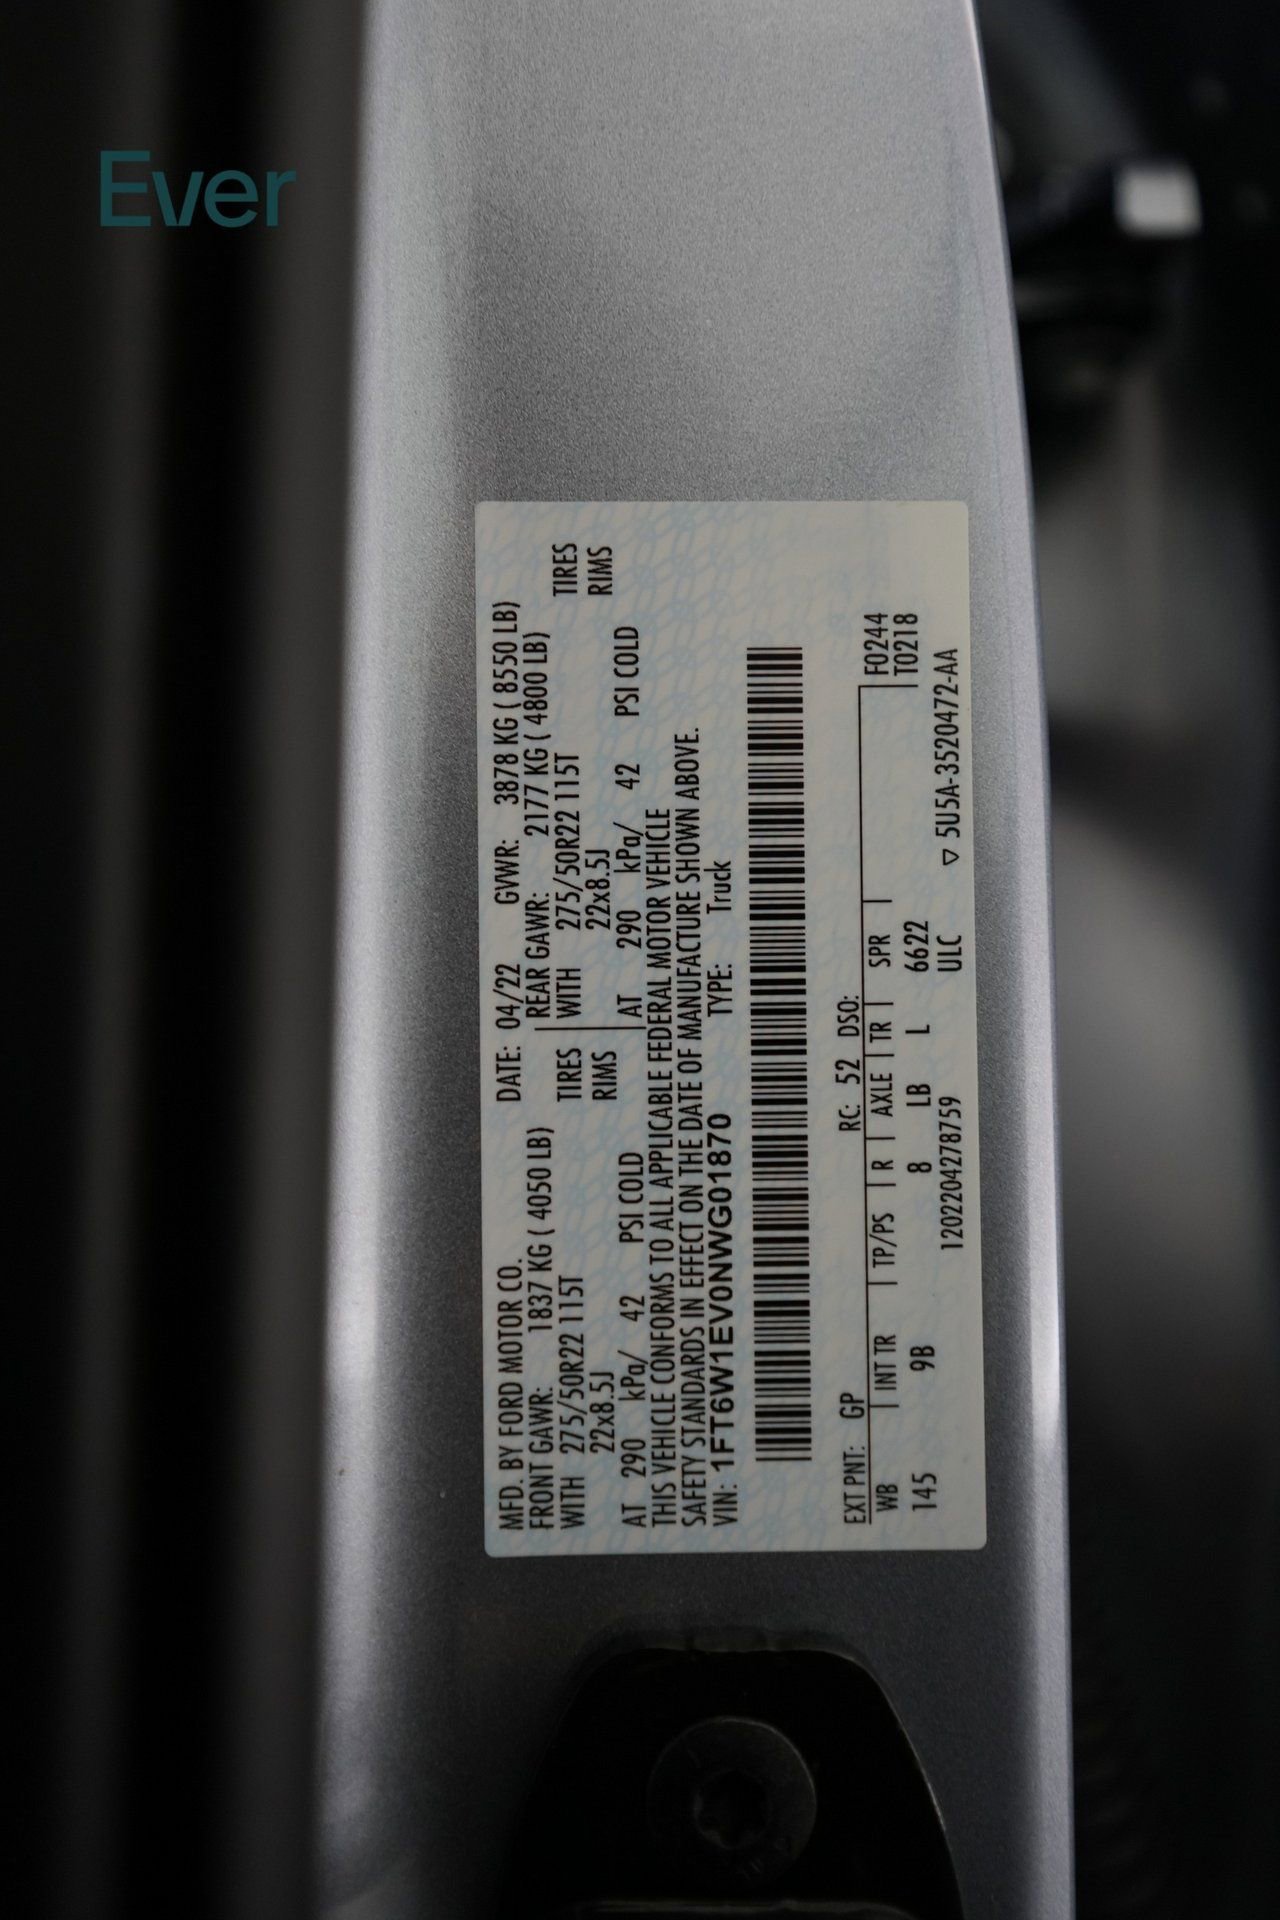 Ever
MFD. BY FORD MOTOR CO. DATE: 04/22 GVWR: 3878 KG ( 8550 LB)
FRONT GAWR: 1837 KG ( 4050 LB) REAR GAWR: 2177 KG ( 4800 LB)
WITH 275/50R22 115T TIRES WITH 275/50R22 115T TIRES
22x8.5J RIMS 22x8.5J RIMS
AT 290 kPa/ 42 PSI COLD AT 290 kPa/ 42 PSI COLD
THIS VEHICLE CONFORMS TO ALL APPLICABLE FEDERAL MOTOR VEHICLE
SAFETY STANDARDS IN EFFECT ON THE DATE OF MANUFACTURE SHOWN ABOVE.
VIN: 1FT6W1EV0NWG01870 TYPE: Truck
EXT PNT: GP RC: 52 DSO:
WB INT TR TP/PS R AXLE TR SPR F0244
145 9B 8 LB L 6622 T0218
120220427875​9 ULC ▽ 5U5A-3520472-AA